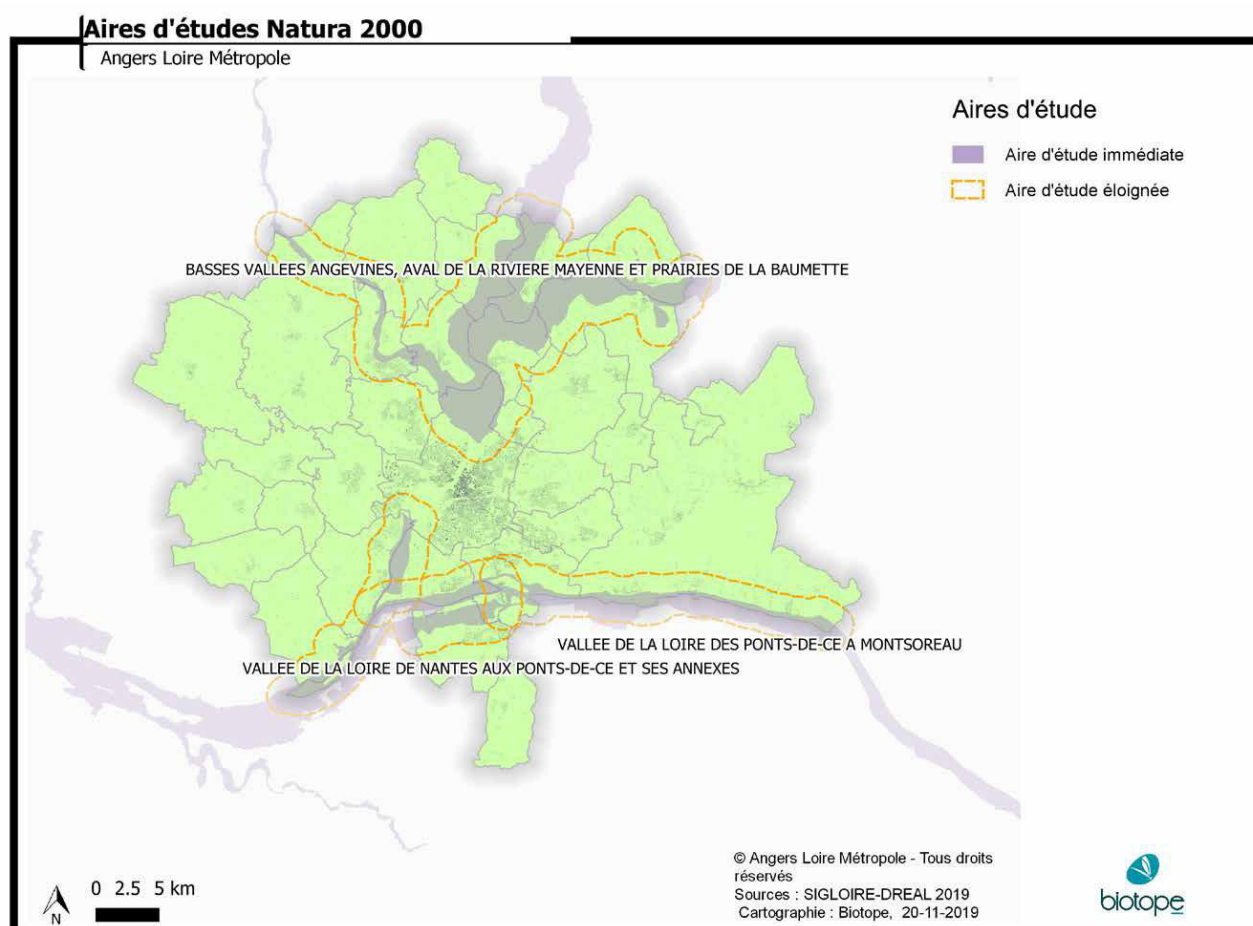 Aires d'études Natura 2000
Angers Loire Métropole
Aires d'étude
Aire d'étude immédiate
Aire d'étude éloignée
BASSES VALLEES ANGEVINES, AVAL DE LA RIVIERE MAYENNE ET PRAIRIES DE LA BAUMETTE
VALLEE DE LA LOIRE DES PONTS-DE-CE A MONTSOREAU
VALLEE DE LA LOIRE DE NANTES AUX PONTS-DE-CE ET SES ANNEXES
N
0 2.5 5 km
© Angers Loire Métropole - Tous droits
réservés
Sources : SIGLOIRE-DREAL 2019
Cartographie : Biotope, 20-11-2019
biotope